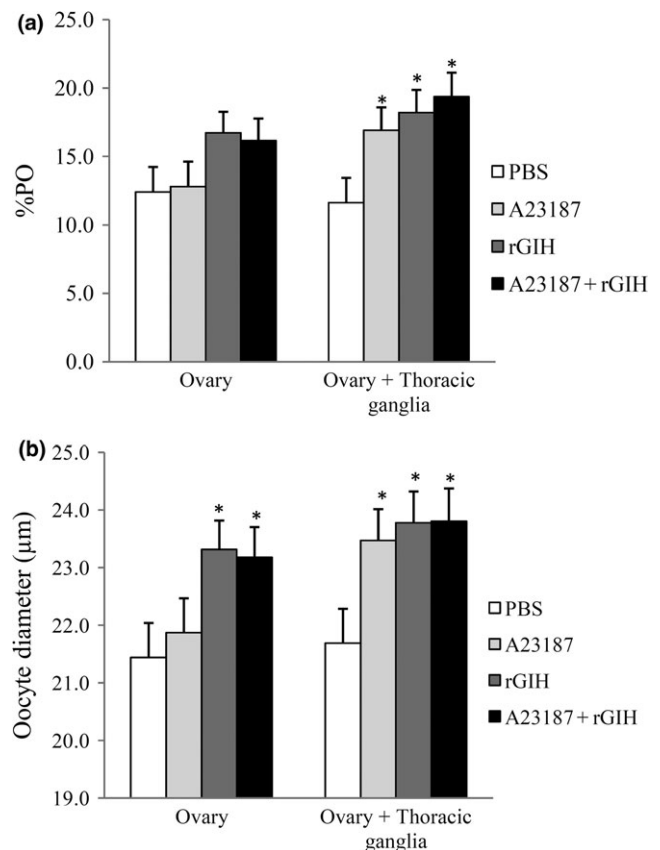 (a)
25.0
20.0
15.0
10.0
5.0
0.0
%PO
* * *
PBS
A23187
rGIH
A23187 + rGIH
Ovary
Ovary + Thoracic
ganglia
(b)
25.0
24.0
23.0
22.0
21.0
20.0
19.0
Oocyte diameter (µm)
* * * * *
PBS
A23187
rGIH
A23187 + rGIH
Ovary
Ovary + Thoracic
ganglia